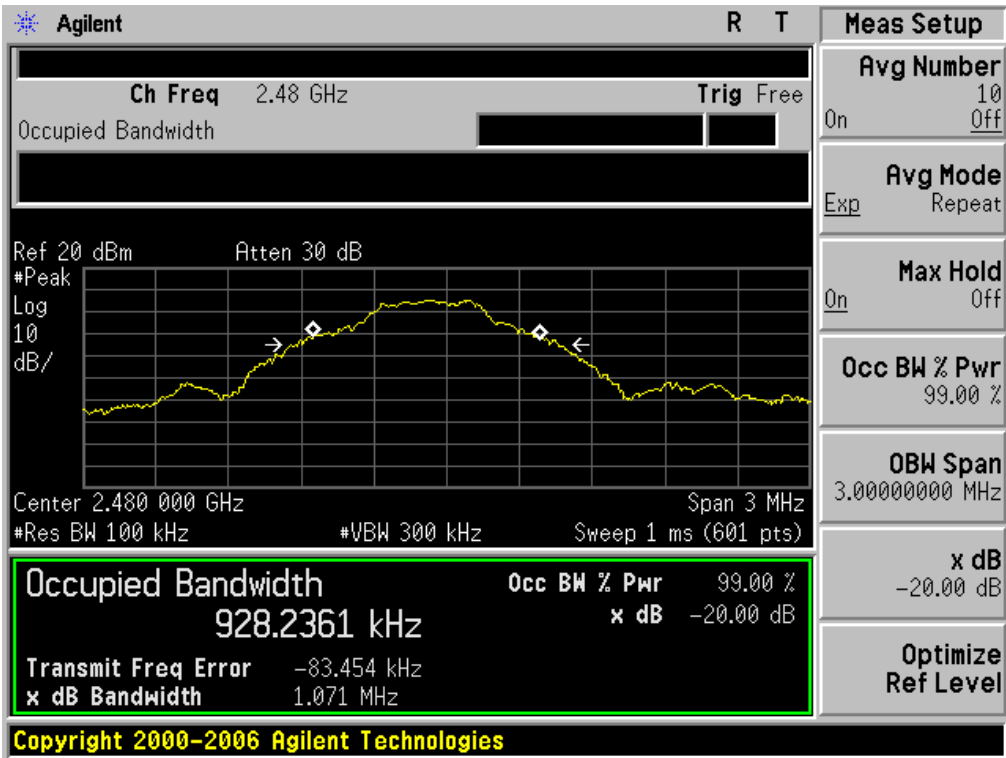 Agilent R T
Ch Freq 2.48 GHz Trig Free
Occupied Bandwidth
Ref 20 dBm Atten 30 dB
#Peak
Log
10
dB/
Center 2.480 000 GHz Span 3 MHz
#Res BW 100 kHz #VBW 300 kHz Sweep 1 ms (601 pts)
Occupied Bandwidth Occ BW % Pwr 99.00 %
928.2361 kHz x dB -20.00 dB
Transmit Freq Error -83.454 kHz
x dB Bandwidth 1.071 MHz
Copyright 2000-2006 Agilent Technologies
Meas Setup
Avg Number
10
On Off
Avg Mode
Exp Repeat
Max Hold
On Off
Occ BW % Pwr
99.00 %
OBW Span
3.00000000 MHz
x dB
-20.00 dB
Optimize
Ref Level